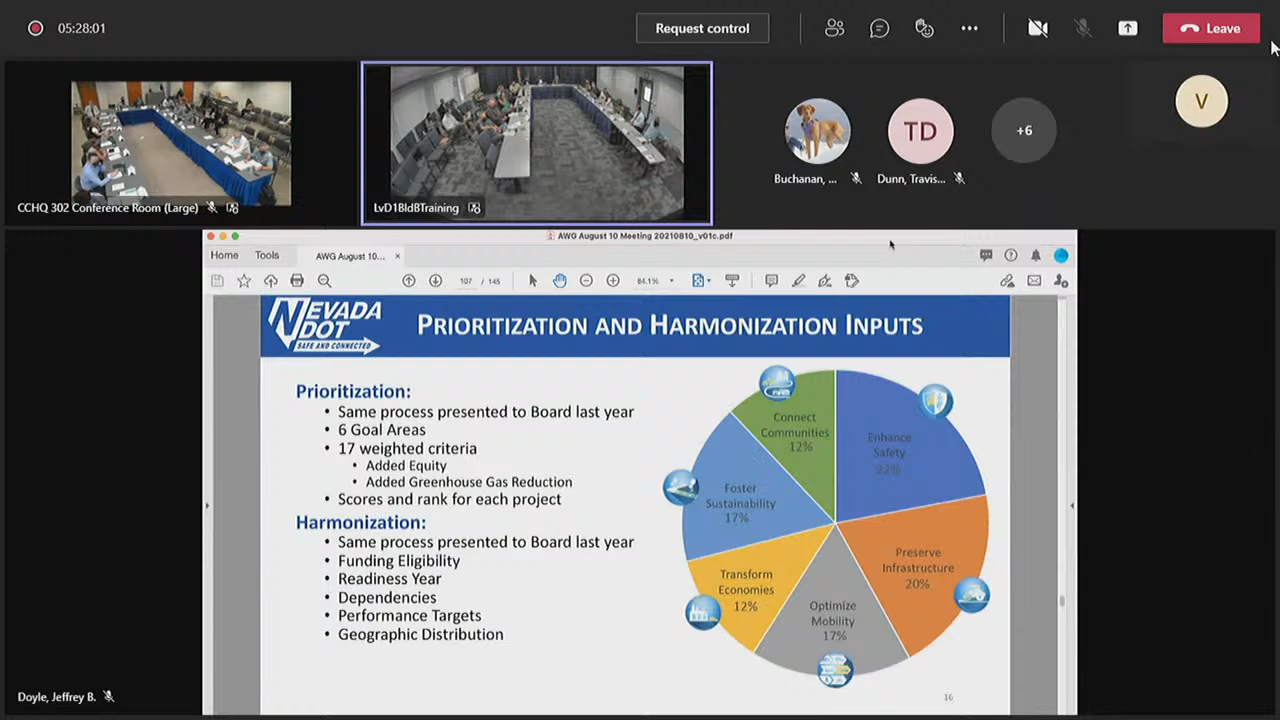 05:28:01
Request control
Leave
CCHQ 302 Conference Room (Large)
LvD1BldBTraining
Buchanan, ...
TD
Dunn, Travis...
+6
V
AWG August 10 Meeting 20210810_v01c.pdf
Home
Tools
AWG August 10...
107 / 145
84.1%
NEVADA
DOT
SAFE AND CONNECTED
PRIORITIZATION AND HARMONIZATION INPUTS
Prioritization:
• Same process presented to Board last year
• 6 Goal Areas
• 17 weighted criteria
• Added Equity
• Added Greenhouse Gas Reduction
• Scores and rank for each project
Harmonization:
• Same process presented to Board last year
• Funding Eligibility
• Readiness Year
• Dependencies
• Performance Targets
• Geographic Distribution
Connect
Communities
12%
Enhance
Safety
22%
Foster
Sustainability
17%
Preserve
Infrastructure
20%
Transform
Economies
12%
Optimize
Mobility
17%
16
Doyle, Jeffrey B.